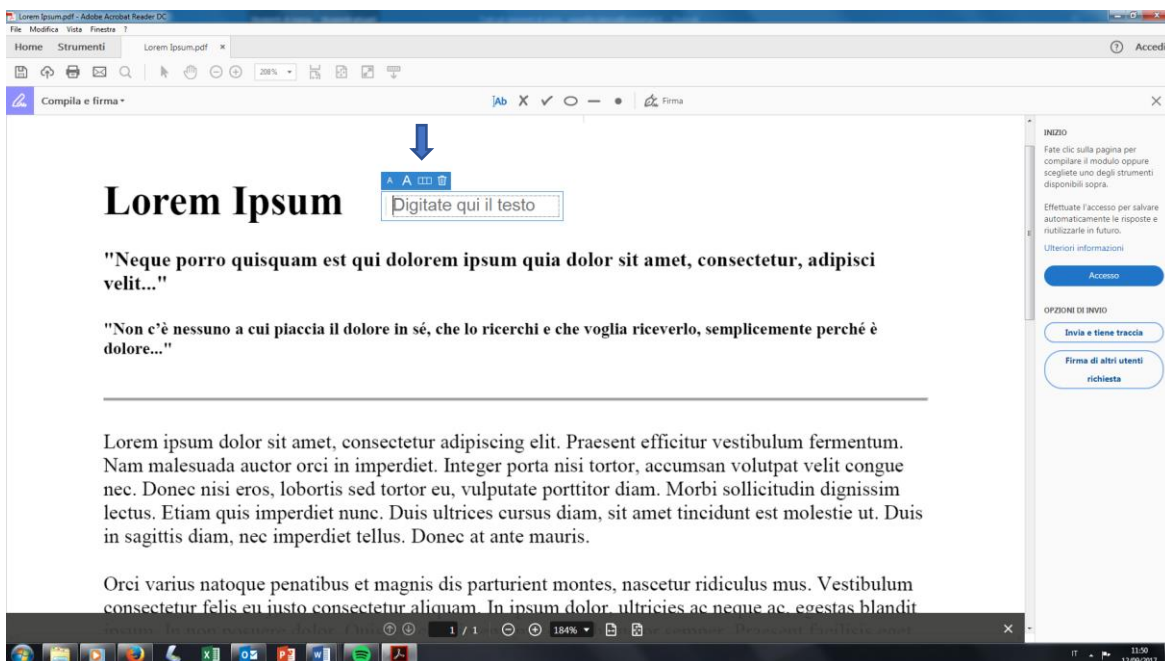 Lorem Ipsum.pdf - Adobe Acrobat Reader DC
File Modifica Vista Finestra ?
Home Strumenti Lorem Ipsum.pdf × ? Accedi
208%
Compila e firma Ab Firma
INIZIO
Fate clic sulla pagina per
compilare il modulo oppure
scegliete uno degli strumenti
disponibili sopra.
Effettuate l'accesso per salvare
automaticamente le risposte e
riutilizzarle in futuro.
Ulteriori informazioni
Accesso
OPZIONI DI INVIO
Invia e tiene traccia
Firma di altri utenti
richiesta
A A
Lorem Ipsum
Digitate qui il testo
"Neque porro quisquam est qui dolorem ipsum quia dolor sit amet, consectetur, adipisci
velit..."
"Non c'è nessuno a cui piaccia il dolore in sé, che lo ricerchi e che voglia riceverlo, semplicemente perché è
dolore..."
Lorem ipsum dolor sit amet, consectetur adipiscing elit. Praesent efficitur vestibulum fermentum.
Nam malesuada auctor orci in imperdiet. Integer porta nisi tortor, accumsan volutpat velit congue
nec. Donec nisi eros, lobortis sed tortor eu, vulputate porttitor diam. Morbi sollicitudin dignissim
lectus. Etiam quis imperdiet nunc. Duis ultrices cursus diam, sit amet tincidunt est molestie ut. Duis
in sagittis diam, nec imperdiet tellus. Donec at ante mauris.
Orci varius natoque penatibus et magnis dis parturient montes, nascetur ridiculus mus. Vestibulum
consectetur felis eu justo consectetur aliquam. In ipsum dolor, ultricies ac neque ac, egestas blandit
1 / 1 184%
IT 11:50
12/09/2017